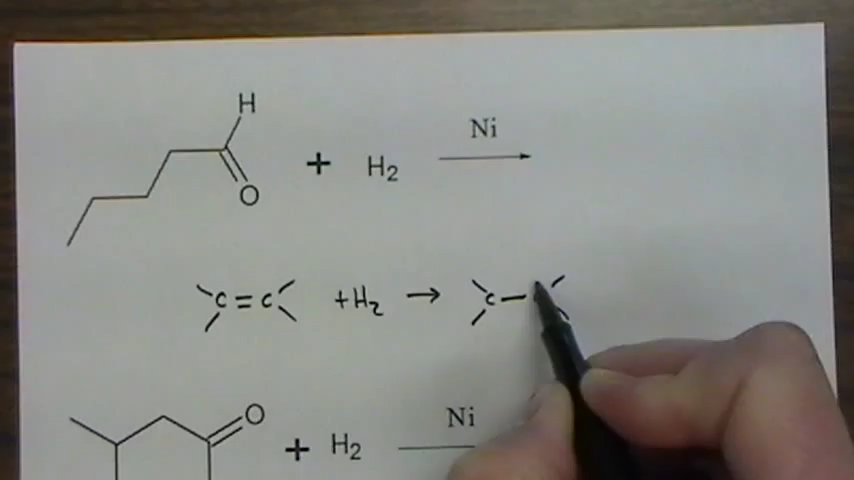 H
Ni
+ H₂
O
C=C +H₂ → C–
O
Ni
+ H₂